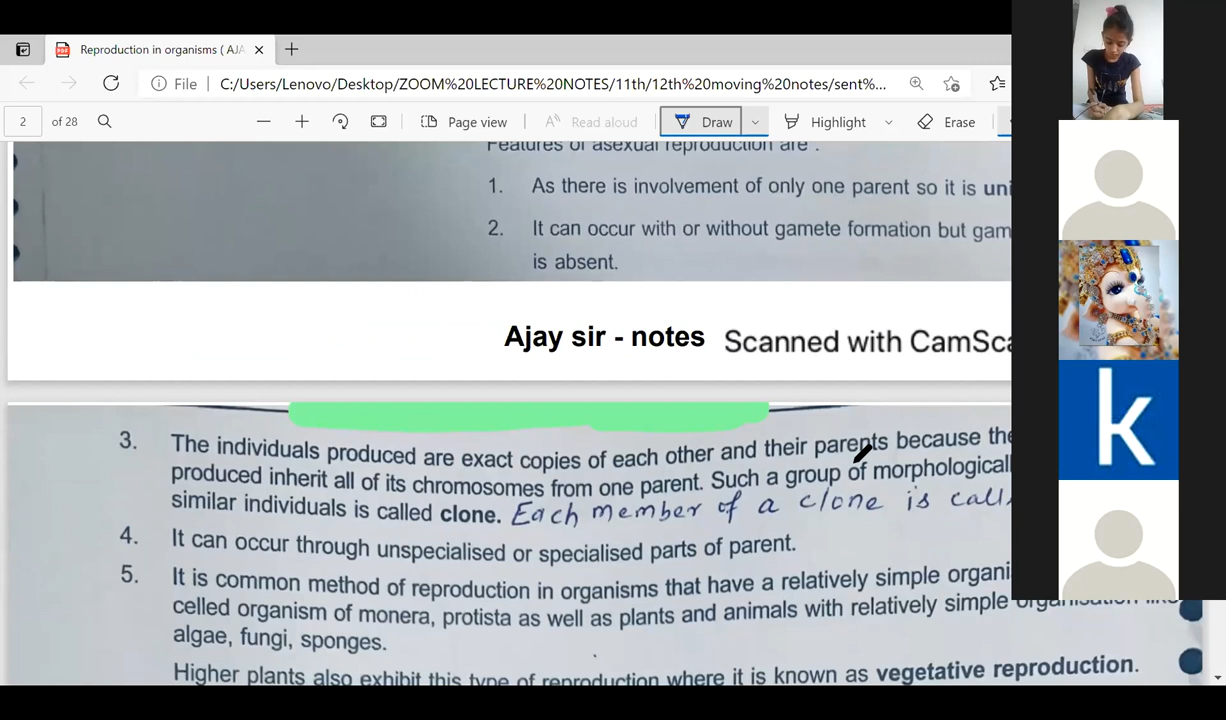 Reproduction in organisms ( AJA
File C:/Users/Lenovo/Desktop/ZOOM%20LECTURE%20NOTES/11th/12th%20moving%20notes/sent%...
2 of 28 Page view Read aloud Draw Highlight Erase
Features of asexual reproduction are :
1. As there is involvement of only one parent so it is uni
2. It can occur with or without gamete formation but gam
is absent.
Ajay sir - notes Scanned with CamSca
3. The individuals produced are exact copies of each other and their parents because the
produced inherit all of its chromosomes from one parent. Such a group of morphologicall
similar individuals is called clone. Each member of a clone is call
4. It can occur through unspecialised or specialised parts of parent.
5. It is common method of reproduction in organisms that have a relatively simple organi
celled organism of monera, protista as well as plants and animals with relatively simple organisation like
algae, fungi, sponges.
Higher plants also exhibit this type of reproduction where it is known as vegetative reproduction.
k